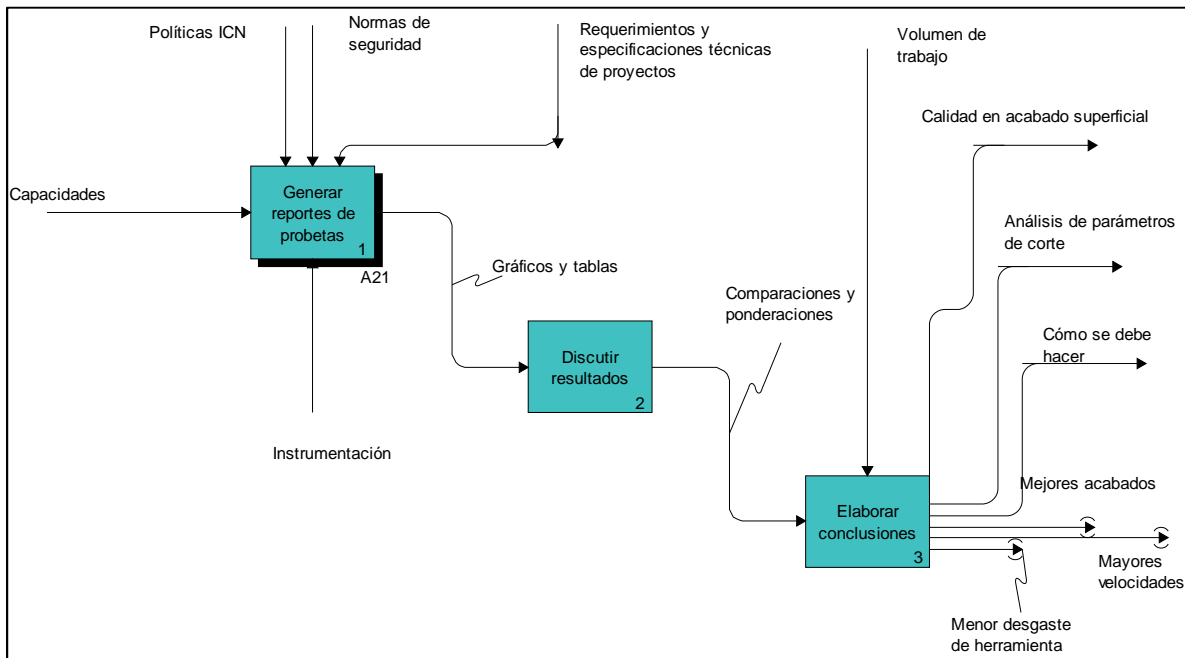 Políticas ICN
Normas de
seguridad
Requerimientos y
especificaciones técnicas
de proyectos
Volumen de
trabajo
Calidad en acabado superficial
Capacidades
Generar
reportes de
probetas
1
A21
Análisis de parámetros
de corte
Gráficos y tablas
Comparaciones y
ponderaciones
Cómo se debe
hacer
Discutir
resultados
2
Instrumentación
Mejores acabados
Elaborar
conclusiones
3
Mayores
velocidades
Menor desgaste
de herramienta